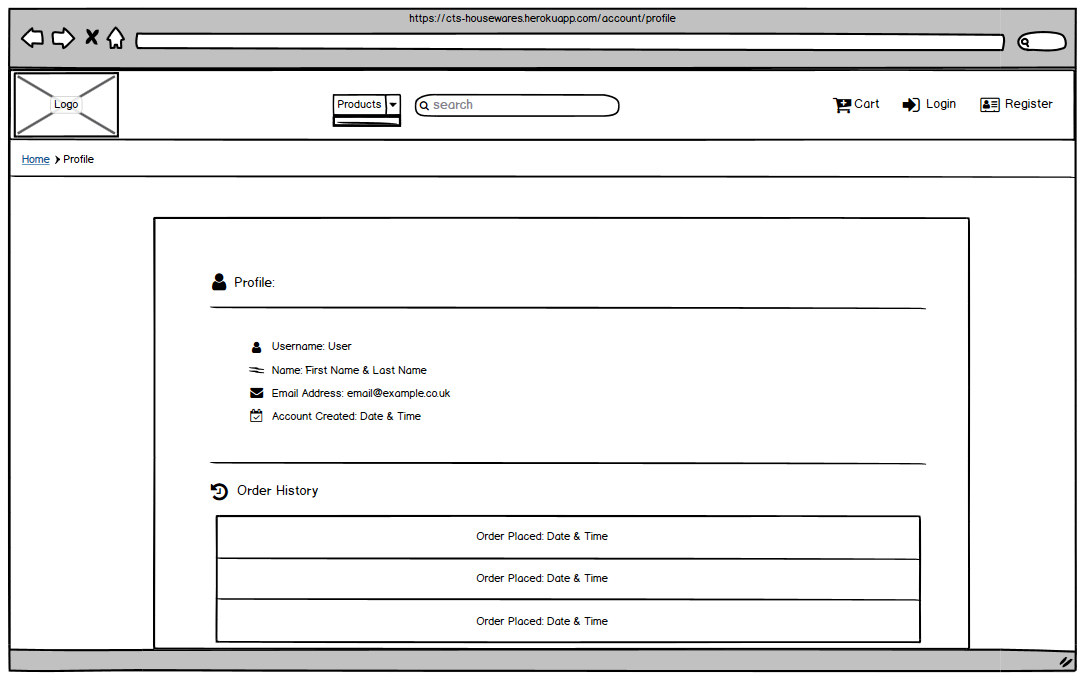 https://cts-housewares.herokuapp.com/account/profile
Logo
Products
search
Cart
Login
Register
Home
Profile
Profile:
Username: User
Name: First Name & Last Name
Email Address: email@example.co.uk
Account Created: Date & Time
Order History
Order Placed: Date & Time
Order Placed: Date & Time
Order Placed: Date & Time